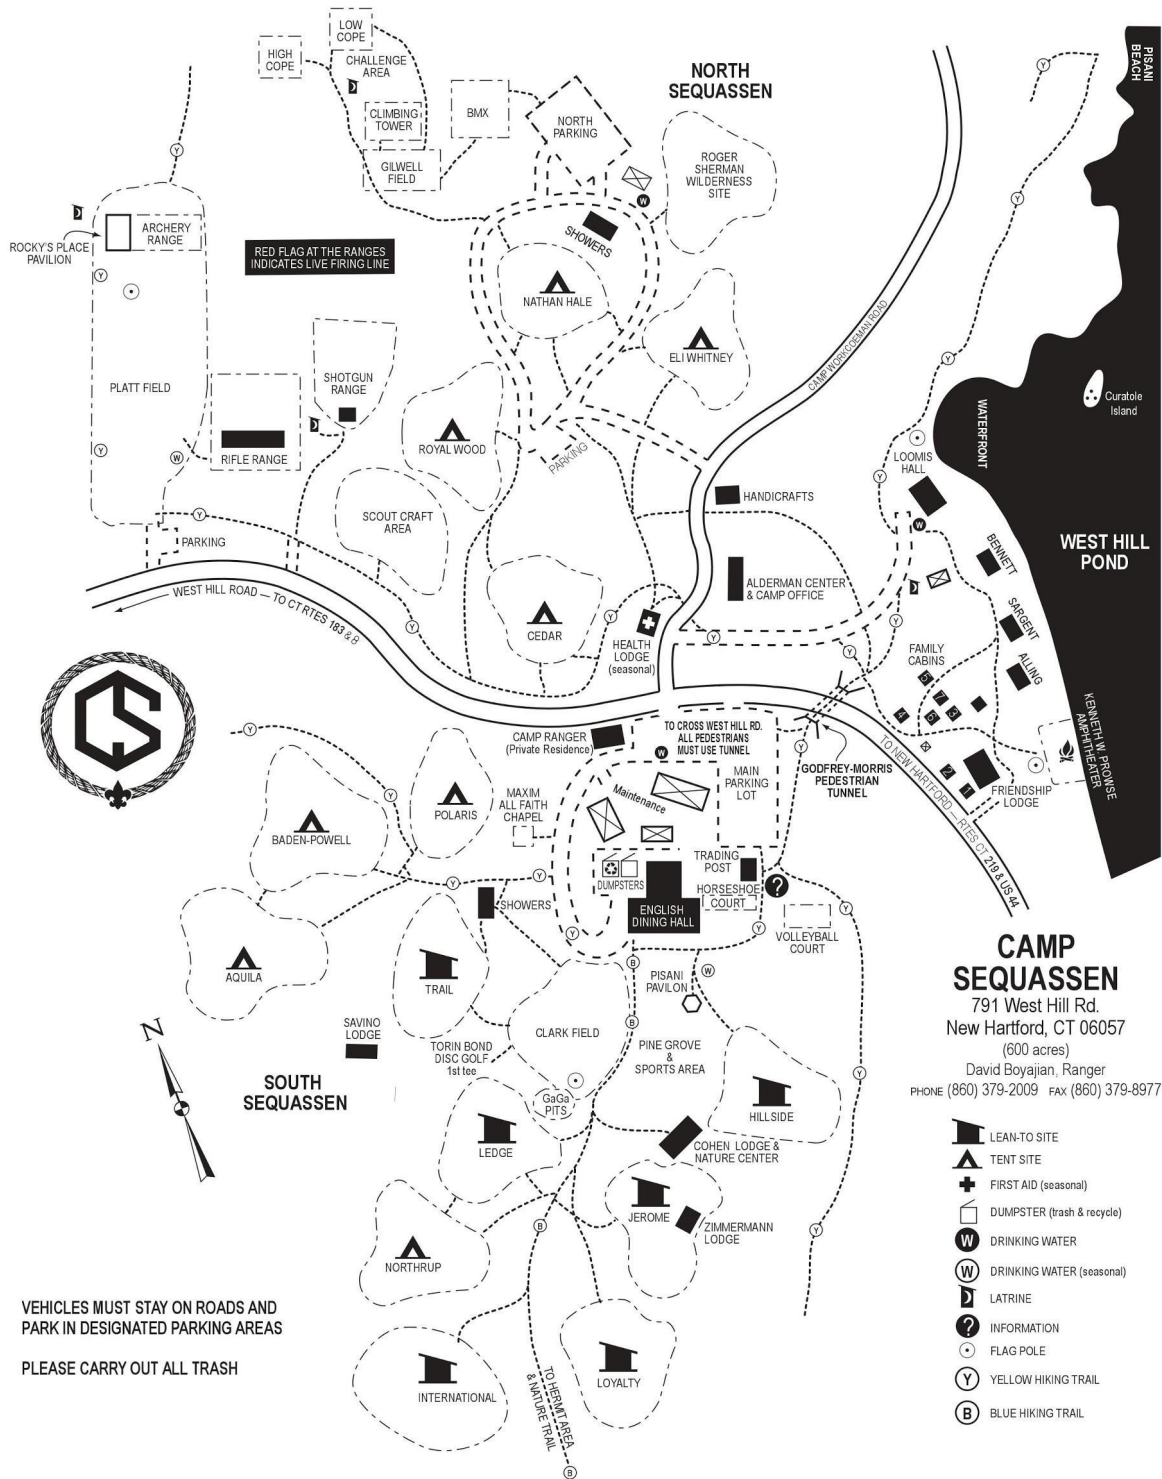 LOW
COPE
HIGH
COPE
CHALLENGE
AREA
CLIMBING
TOWER
BMX
GILWELL
FIELD
NORTH
PARKING
NORTH
SEQUASSEN
ROGER
SHERMAN
WILDERNESS
SITE
W
PISANI
BEACH
Y
Y
Y
ROCKY'S PLACE
PAVILION
ARCHERY
RANGE
RED FLAG AT THE RANGES
INDICATES LIVE FIRING LINE
SHOWERS
NATHAN HALE
ELI WHITNEY
CAMP WORKCOEMAN ROAD
Y
Y
PLATT FIELD
SHOTGUN
RANGE
Y
W
RIFLE RANGE
ROYAL WOOD
PARKING
SCOUT CRAFT
AREA
WATERFRONT
Curatole
Island
LOOMIS
HALL
Y
W
HANDICRAFTS
WEST HILL
POND
Y
PARKING
BENNETT
ALDERMAN CENTER
& CAMP OFFICE
WEST HILL ROAD — TO CT RTES 183 & 8
Y
CEDAR
Y
HEALTH
LODGE
(seasonal)
Y
Y
Y
SARGENT
ALLING
FAMILY
CABINS
5
7
4
6
3
2
1
KENNETH W. PROWSE
AMPHITHEATER
FRIENDSHIP
LODGE
CS
Y
CAMP RANGER
(Private Residence)
TO CROSS WEST HILL RD.
ALL PEDESTRIANS
MUST USE TUNNEL
W
Y
GODFREY-MORRIS
PEDESTRIAN
TUNNEL
TO NEW HARTFORD — RTES CT 219 & US 44
MAIN
PARKING
LOT
Maintenance
MAXIM
ALL FAITH
CHAPEL
Y
POLARIS
BADEN-POWELL
TRADING
POST
DUMPSTERS
HORSESHOE
COURT
?
ENGLISH
DINING HALL
VOLLEYBALL
COURT
Y
Y
Y
SHOWERS
Y
Y
B
AQUILA
TRAIL
PISANI
PAVILON
W
CAMP
SEQUASSEN
791 West Hill Rd.
New Hartford, CT 06057
(600 acres)
David Boyajian, Ranger
PHONE (860) 379-2009 FAX (860) 379-8977
N
SAVINO
LODGE
CLARK FIELD
B
TORIN BOND
DISC GOLF
1st tee
PINE GROVE
&
SPORTS AREA
SOUTH
SEQUASSEN
GaGa
PITS
Y
HILLSIDE
LEDGE
COHEN LODGE &
NATURE CENTER
JEROME
ZIMMERMANN
LODGE
B
Y
NORTHRUP
INTERNATIONAL
LOYALTY
TO HERMIT AREA
& NATURE TRAIL
B
LEAN-TO SITE
TENT SITE
FIRST AID (seasonal)
DUMPSTER (trash & recycle)
W DRINKING WATER
W DRINKING WATER (seasonal)
LATRINE
? INFORMATION
FLAG POLE
Y YELLOW HIKING TRAIL
B BLUE HIKING TRAIL
VEHICLES MUST STAY ON ROADS AND
PARK IN DESIGNATED PARKING AREAS
PLEASE CARRY OUT ALL TRASH